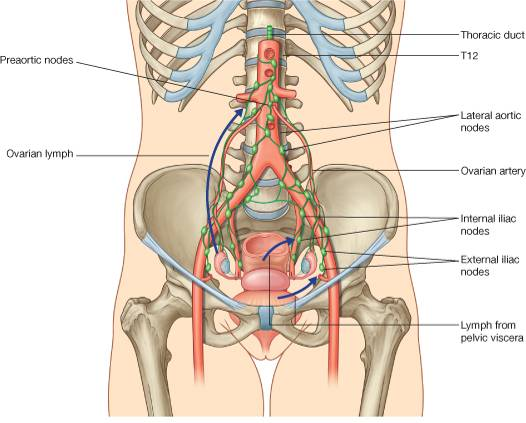 Thoracic duct
T12
Preaortic nodes
Lateral aortic
nodes
Ovarian lymph
Ovarian artery
Internal iliac
nodes
External iliac
nodes
Lymph from
pelvic viscera